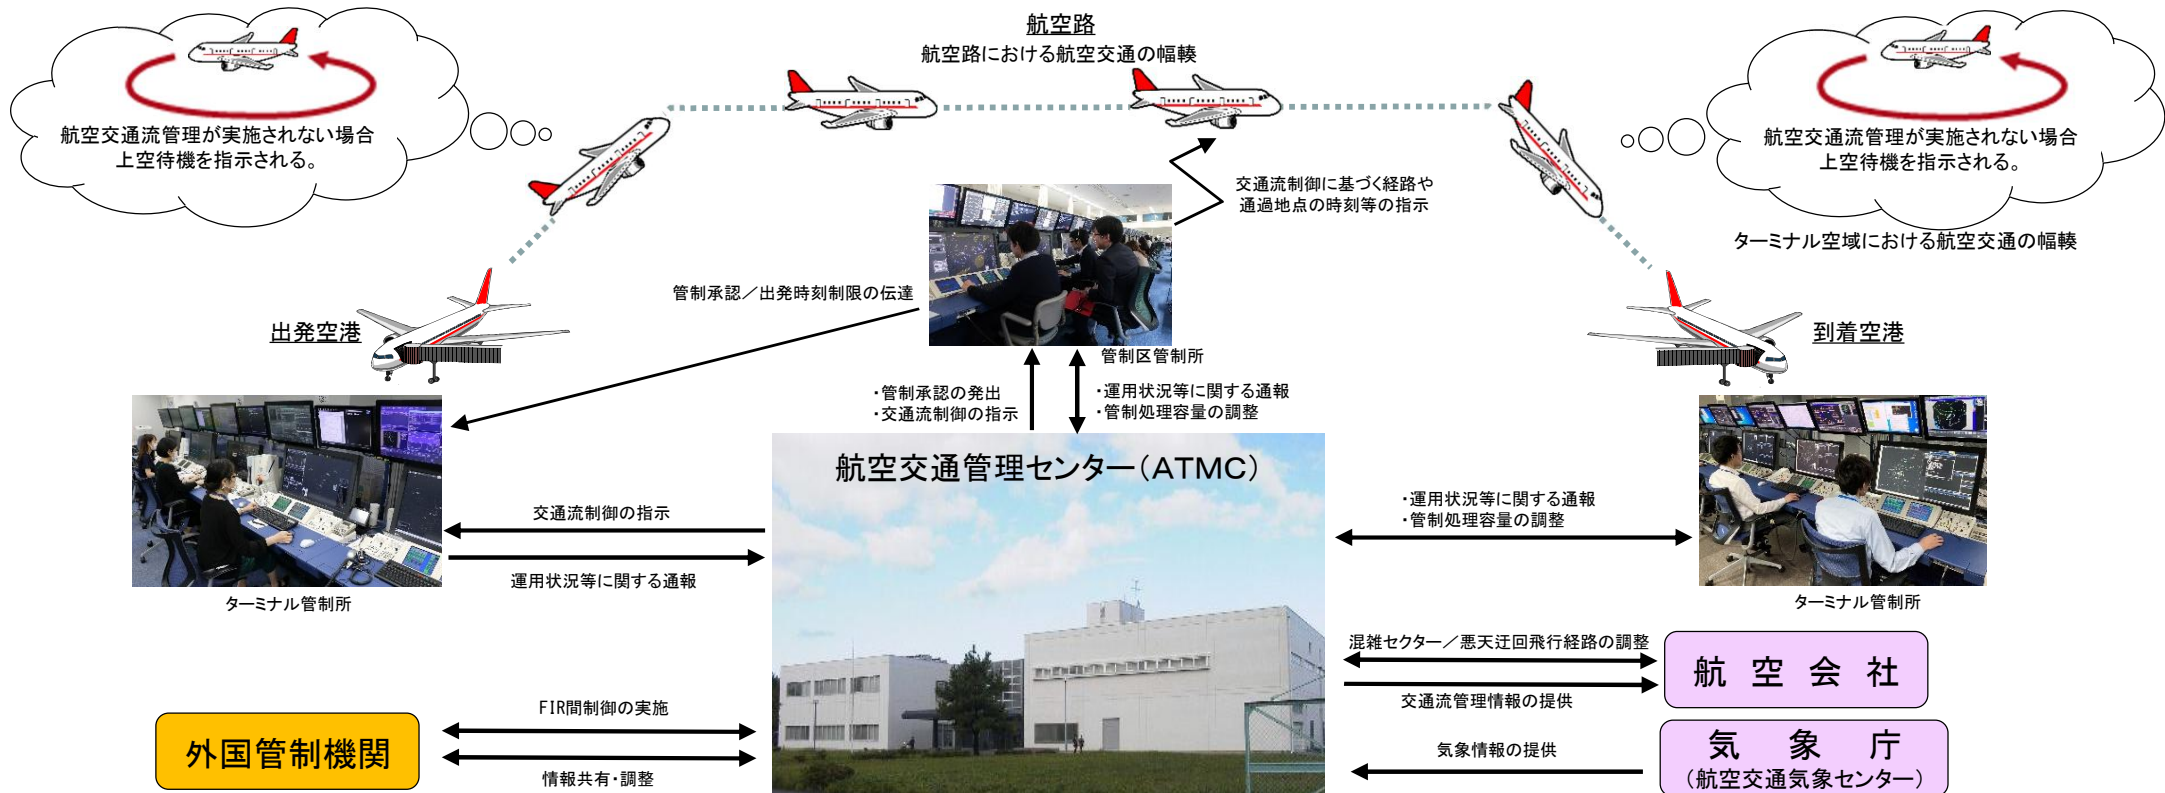 航空路
航空路における航空交通の輻輳
航空交通流管理が実施されない場合
上空待機を指示される。
航空交通流管理が実施されない場合
上空待機を指示される。
ターミナル空域における航空交通の輻輳
交通流制御に基づく経路や
通過地点の時刻等の指示
管制承認／出発時刻制限の伝達
出発空港
到着空港
管制区管制所
・管制承認の発出
・交通流制御の指示
・運用状況等に関する通報
・管制処理容量の調整
航空交通管理センター（ATMC）
交通流制御の指示
運用状況等に関する通報
ターミナル管制所
・運用状況等に関する通報
・管制処理容量の調整
ターミナル管制所
混雑セクター／悪天迂回飛行経路の調整
交通流管理情報の提供
航空会社
FIR間制御の実施
情報共有・調整
外国管制機関
気象情報の提供
気象庁
（航空交通気象センター）